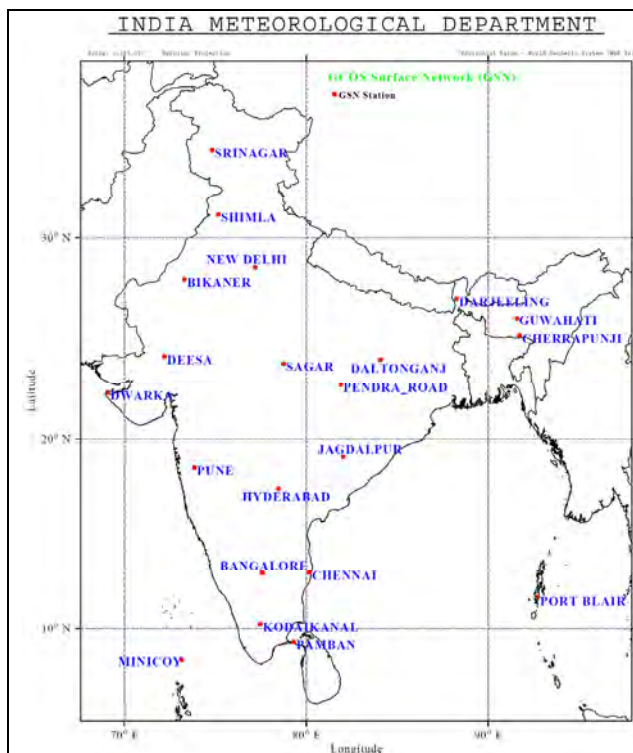 INDIA METEOROLOGICAL DEPARTMENT
GCOS Surface Network (GSN)
GSN Station
SRINAGAR
SHIMLA
30° N
NEW DELHI
BIKANER
DARJEELING
GUWAHATI
CHERRAPUNJI
DEESA
SAGAR
DALTONGANJ
PENDRA_ROAD
DWARKA
Latitude
20° N
JAGDALPUR
PUNE
HYDERABAD
BANGALORE
CHENNAI
PORT BLAIR
10° N
KODAIKANAL
PAMBAN
MINICOY
70° E
80° E
90° E
Longitude